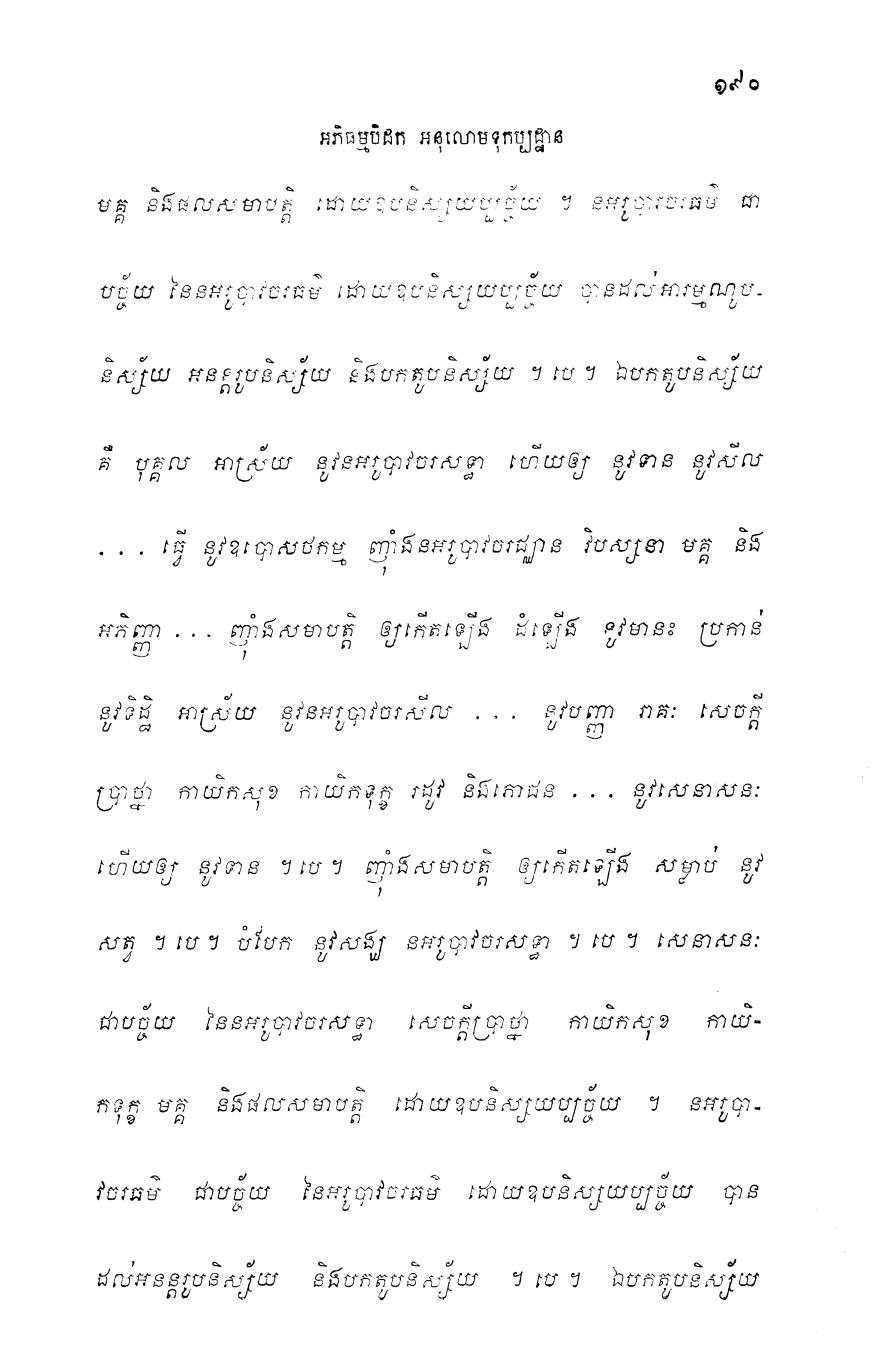 ១៩០
អភិធម្មបិដក អនុលោមទុកប្បដ្ឋាន
មគ្គ និងផលសមាបត្តិ ដោយឧបនិស្សយប្បច្ច័យ ។ នអរូបាវចរធម៌ ជា
បច្ច័យ នៃនអរូបាវចរធម៌ ដោយឧបនិស្សយប្បច្ច័យ បានដល់អារម្មណូប-
និស្ស័យ អនន្តរូបនិស្ស័យ និងបកតូបនិស្ស័យ ។ បេ ។ ឯបកតូបនិស្ស័យ
គឺ បុគ្គល អាស្រ័យ នូវនអរូបាវចរសទ្ធា ហើយឲ្យ នូវទាន នូវសីល
... ធ្វើ នូវឧបោសថកម្ម ញុំាងនអរូបាវចរជ្ឈាន វិបស្សនា មគ្គ និង
អភិញ្ញា ... ញុំាងសមាបត្តិ ឲ្យកើតឡើង ដំឡើង នូវមានះ ប្រកាន់
នូវទិដ្ឋិ អាស្រ័យ នូវនអរូបាវចរសីល ... នូវបញ្ញា រាគៈ សេចក្តី
ប្រាថ្នា កាយិកសុខ កាយិកទុក្ខ រដូវ និងភោជន ... នូវសេនាសនៈ
ហើយឲ្យ នូវទាន ។ បេ ។ ញុំាងសមាបត្តិ ឲ្យកើតឡើង សម្លាប់ នូវ
សត្វ ។ បេ ។ បំបែក នូវសង្ឃ នអរូបាវចរសទ្ធា ។ បេ ។ សេនាសនៈ
ជាបច្ច័យ នៃនអរូបាវចរសទ្ធា សេចក្តីប្រាថ្នា កាយិកសុខ កាយិ-
កទុក្ខ មគ្គ និងផលសមាបត្តិ ដោយឧបនិស្សយប្បច្ច័យ ។ នអរូបា-
វចរធម៌ ជាបច្ច័យ នៃអរូបាវចរធម៌ ដោយឧបនិស្សយប្បច្ច័យ បាន
ដល់អនន្តរូបនិស្ស័យ និងបកតូបនិស្ស័យ ។ បេ ។ ឯបកតូបនិស្ស័យ